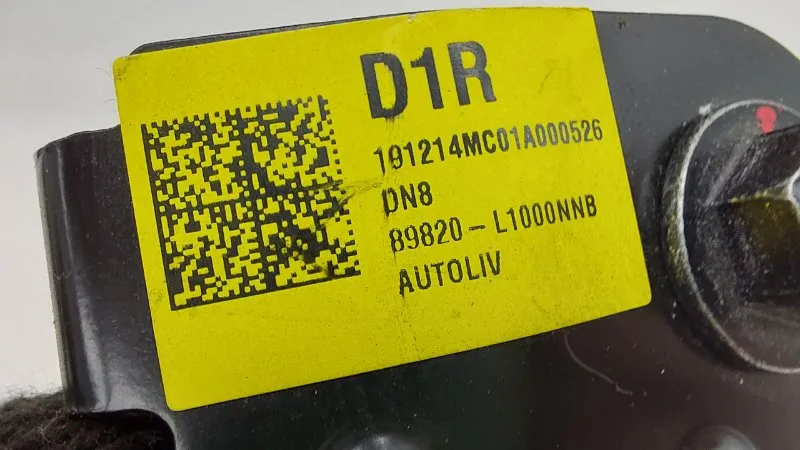 D1R
191214MC01A000526
DN8
89820-L1000NNB
AUTOLIV